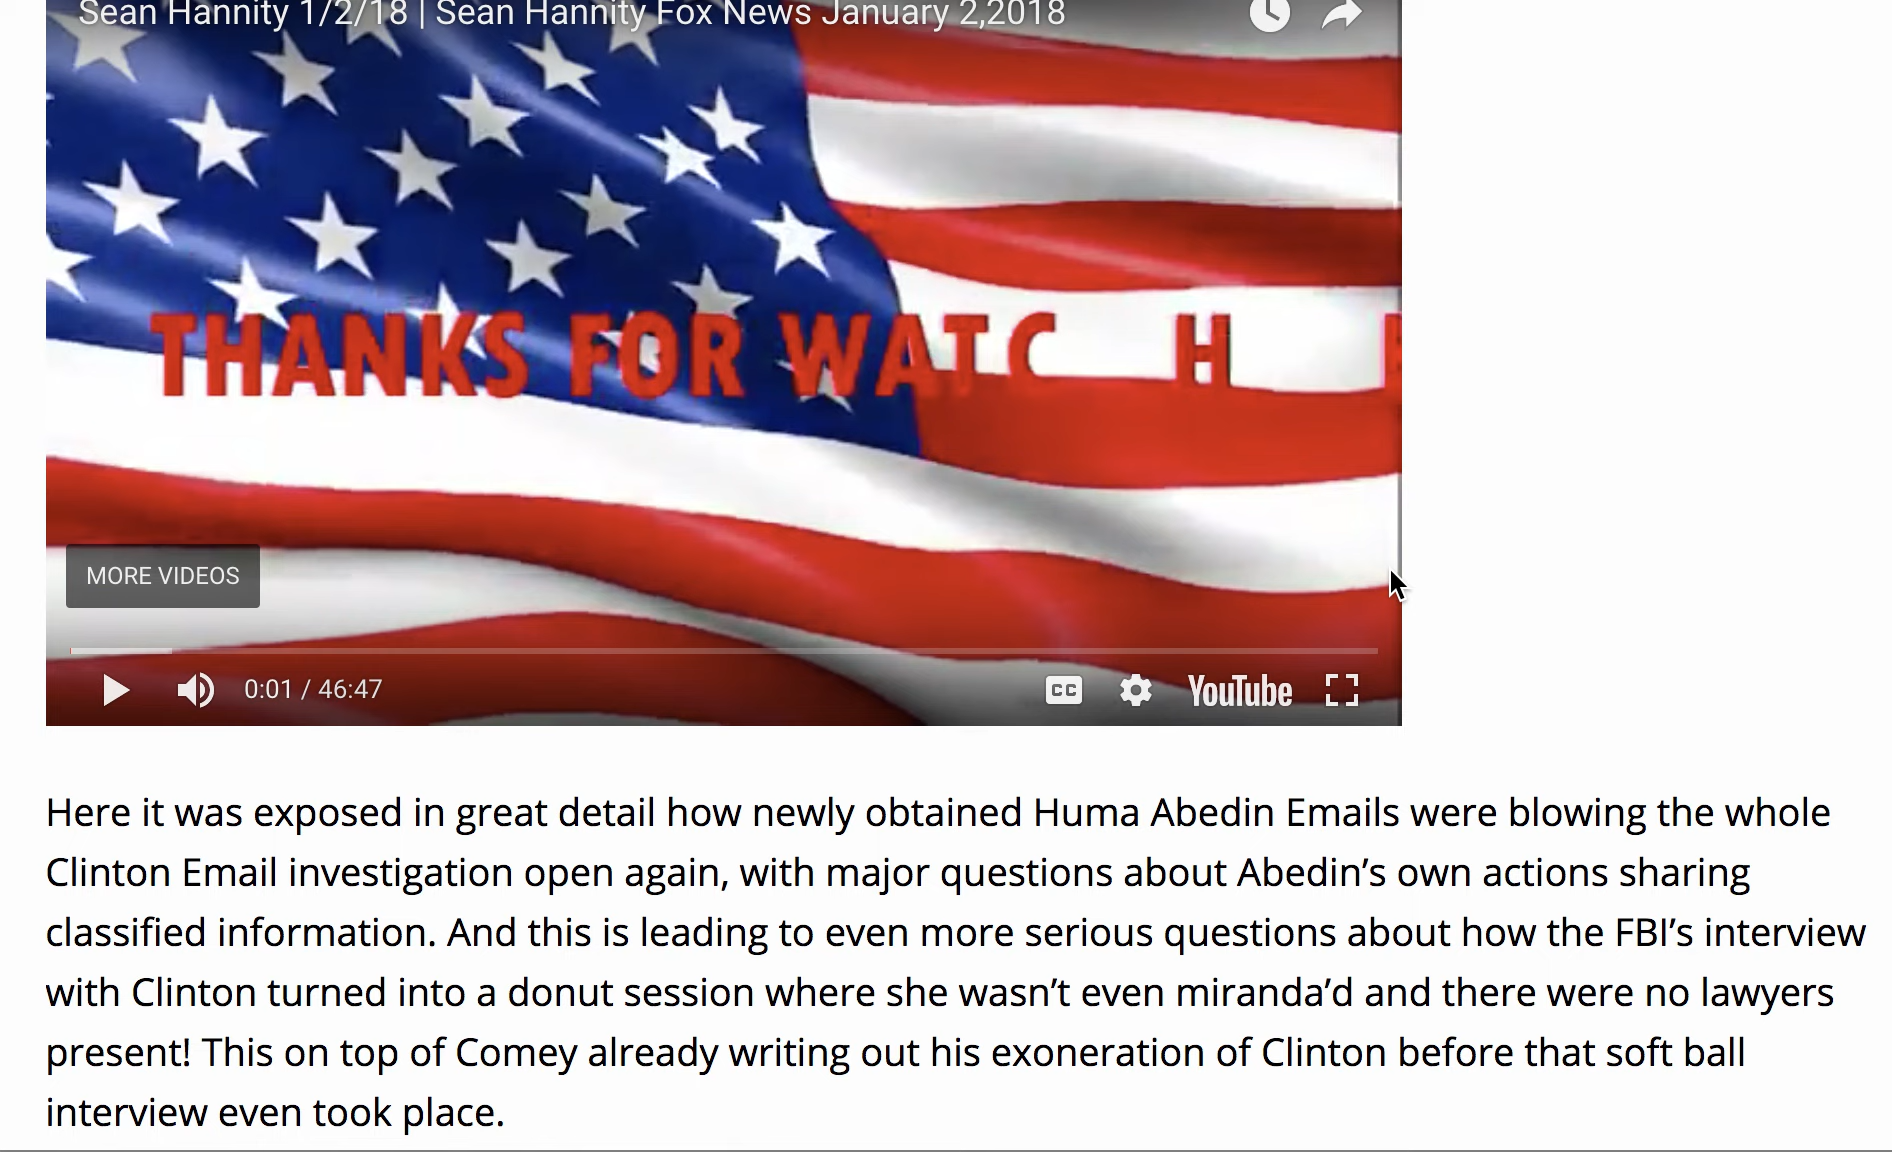 Sean Hannity 1/2/18 | Sean Hannity Fox News January 2,2018
THANKS FOR WATC H
MORE VIDEOS
0:01 / 46:47
CC
YouTube
Here it was exposed in great detail how newly obtained Huma Abedin Emails were blowing the whole
Clinton Email investigation open again, with major questions about Abedin’s own actions sharing
classified information. And this is leading to even more serious questions about how the FBI’s interview
with Clinton turned into a donut session where she wasn’t even miranda’d and there were no lawyers
present! This on top of Comey already writing out his exoneration of Clinton before that soft ball
interview even took place.